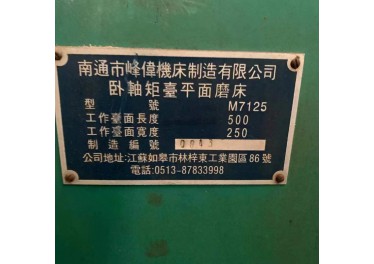 南通市峰偉機床制造有限公司
卧軸矩臺平面磨床
型 號 M7125
工作臺面長度 500
工作臺面寬度 250
制造編號 0043
公司地址:江蘇如皋市林梓東工業園區86號
電話:0513-87833998